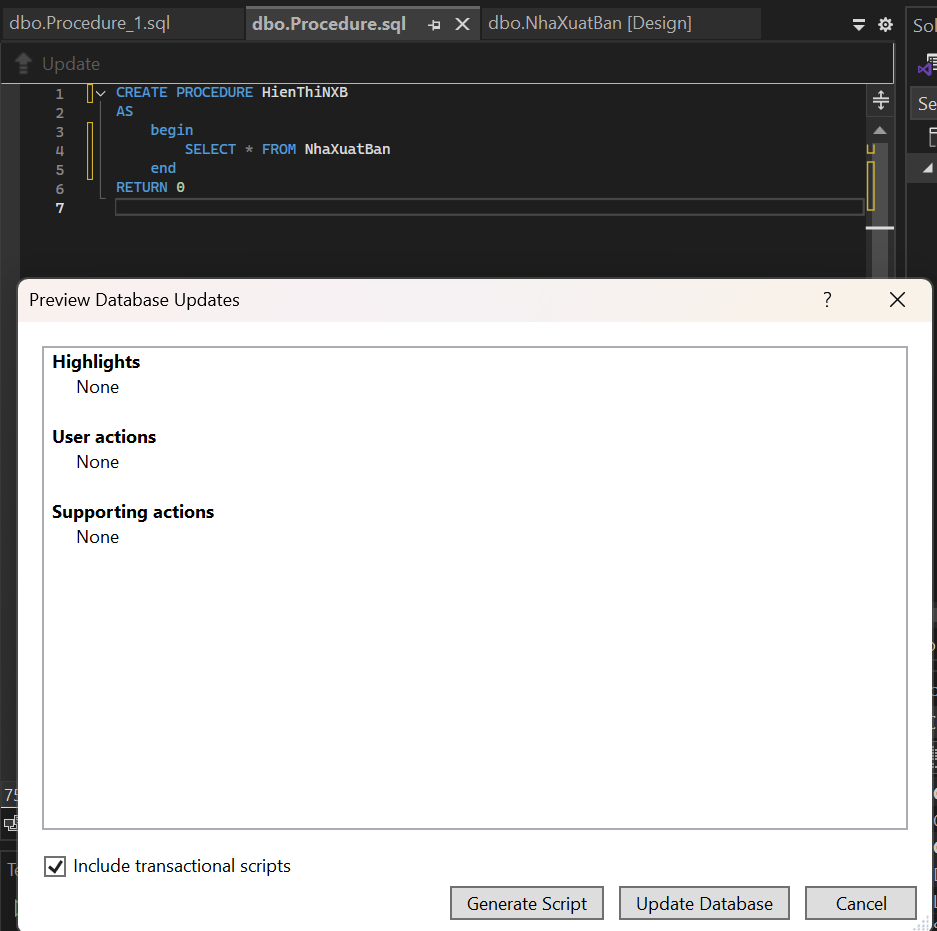 dbo.Procedure_1.sql
dbo.Procedure.sql
dbo.NhaXuatBan [Design]
Sol
Update
1 CREATE PROCEDURE HienThiNXB
2 AS
3 begin
4 SELECT * FROM NhaXuatBan
5 end
6 RETURN 0
7
Se
Preview Database Updates
?
Highlights
None
User actions
None
Supporting actions
None
75
Te
Include transactional scripts
Generate Script
Update Database
Cancel